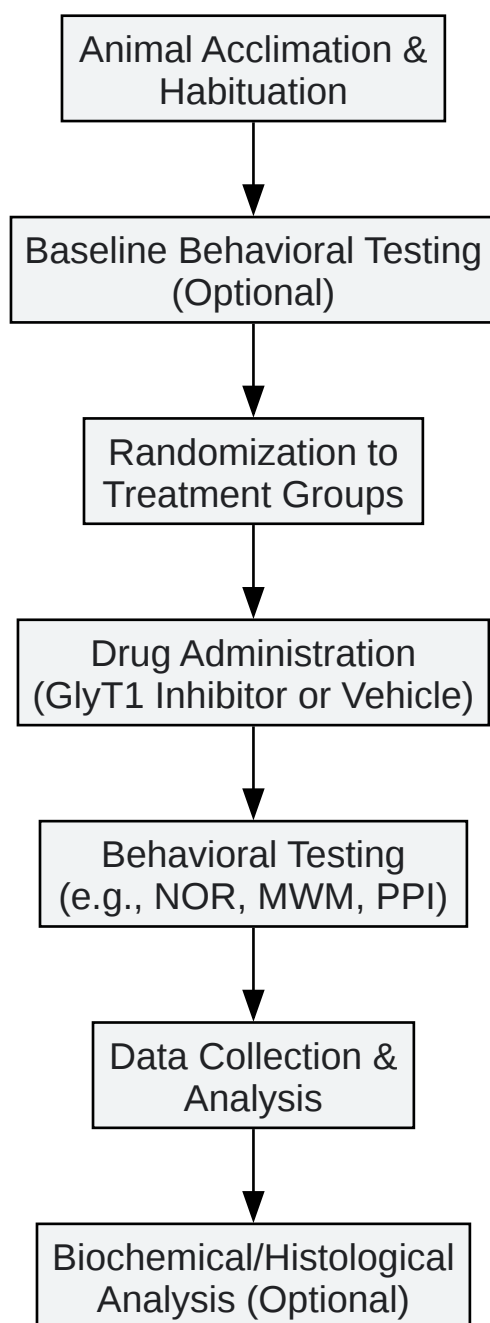 Animal Acclimation &
Habituation
Baseline Behavioral Testing
(Optional)
Randomization to
Treatment Groups
Drug Administration
(GlyT1 Inhibitor or Vehicle)
Behavioral Testing
(e.g., NOR, MWM, PPI)
Data Collection &
Analysis
Biochemical/Histological
Analysis (Optional)